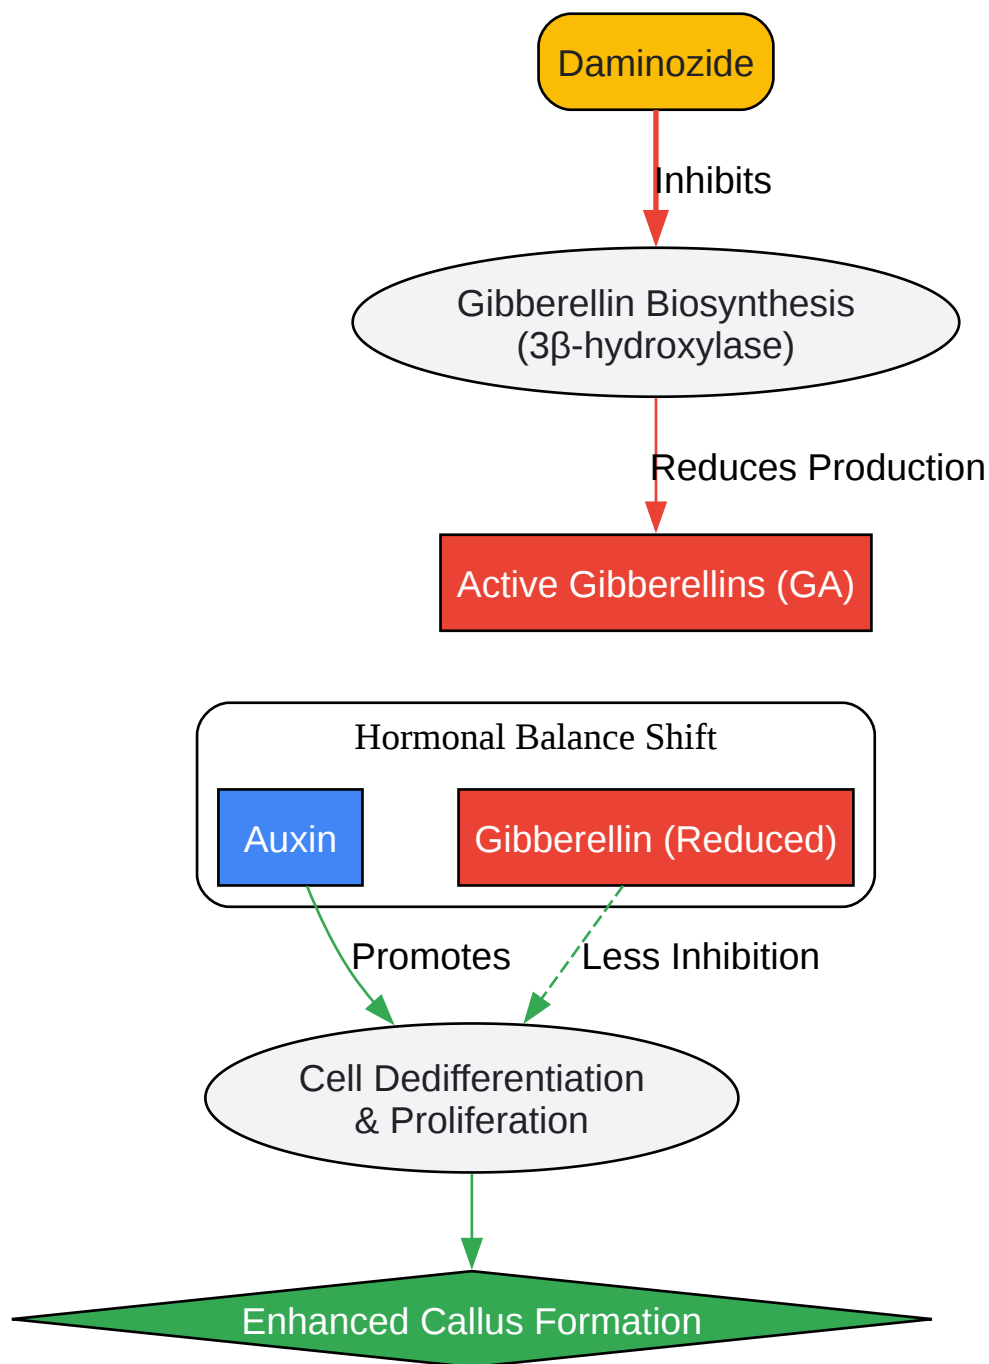 Daminozide
Inhibits
Gibberellin Biosynthesis
(3β-hydroxylase)
Reduces Production
Active Gibberellins (GA)
Hormonal Balance Shift
Auxin
Gibberellin (Reduced)
Promotes
Less Inhibition
Cell Dedifferentiation
& Proliferation
Enhanced Callus Formation